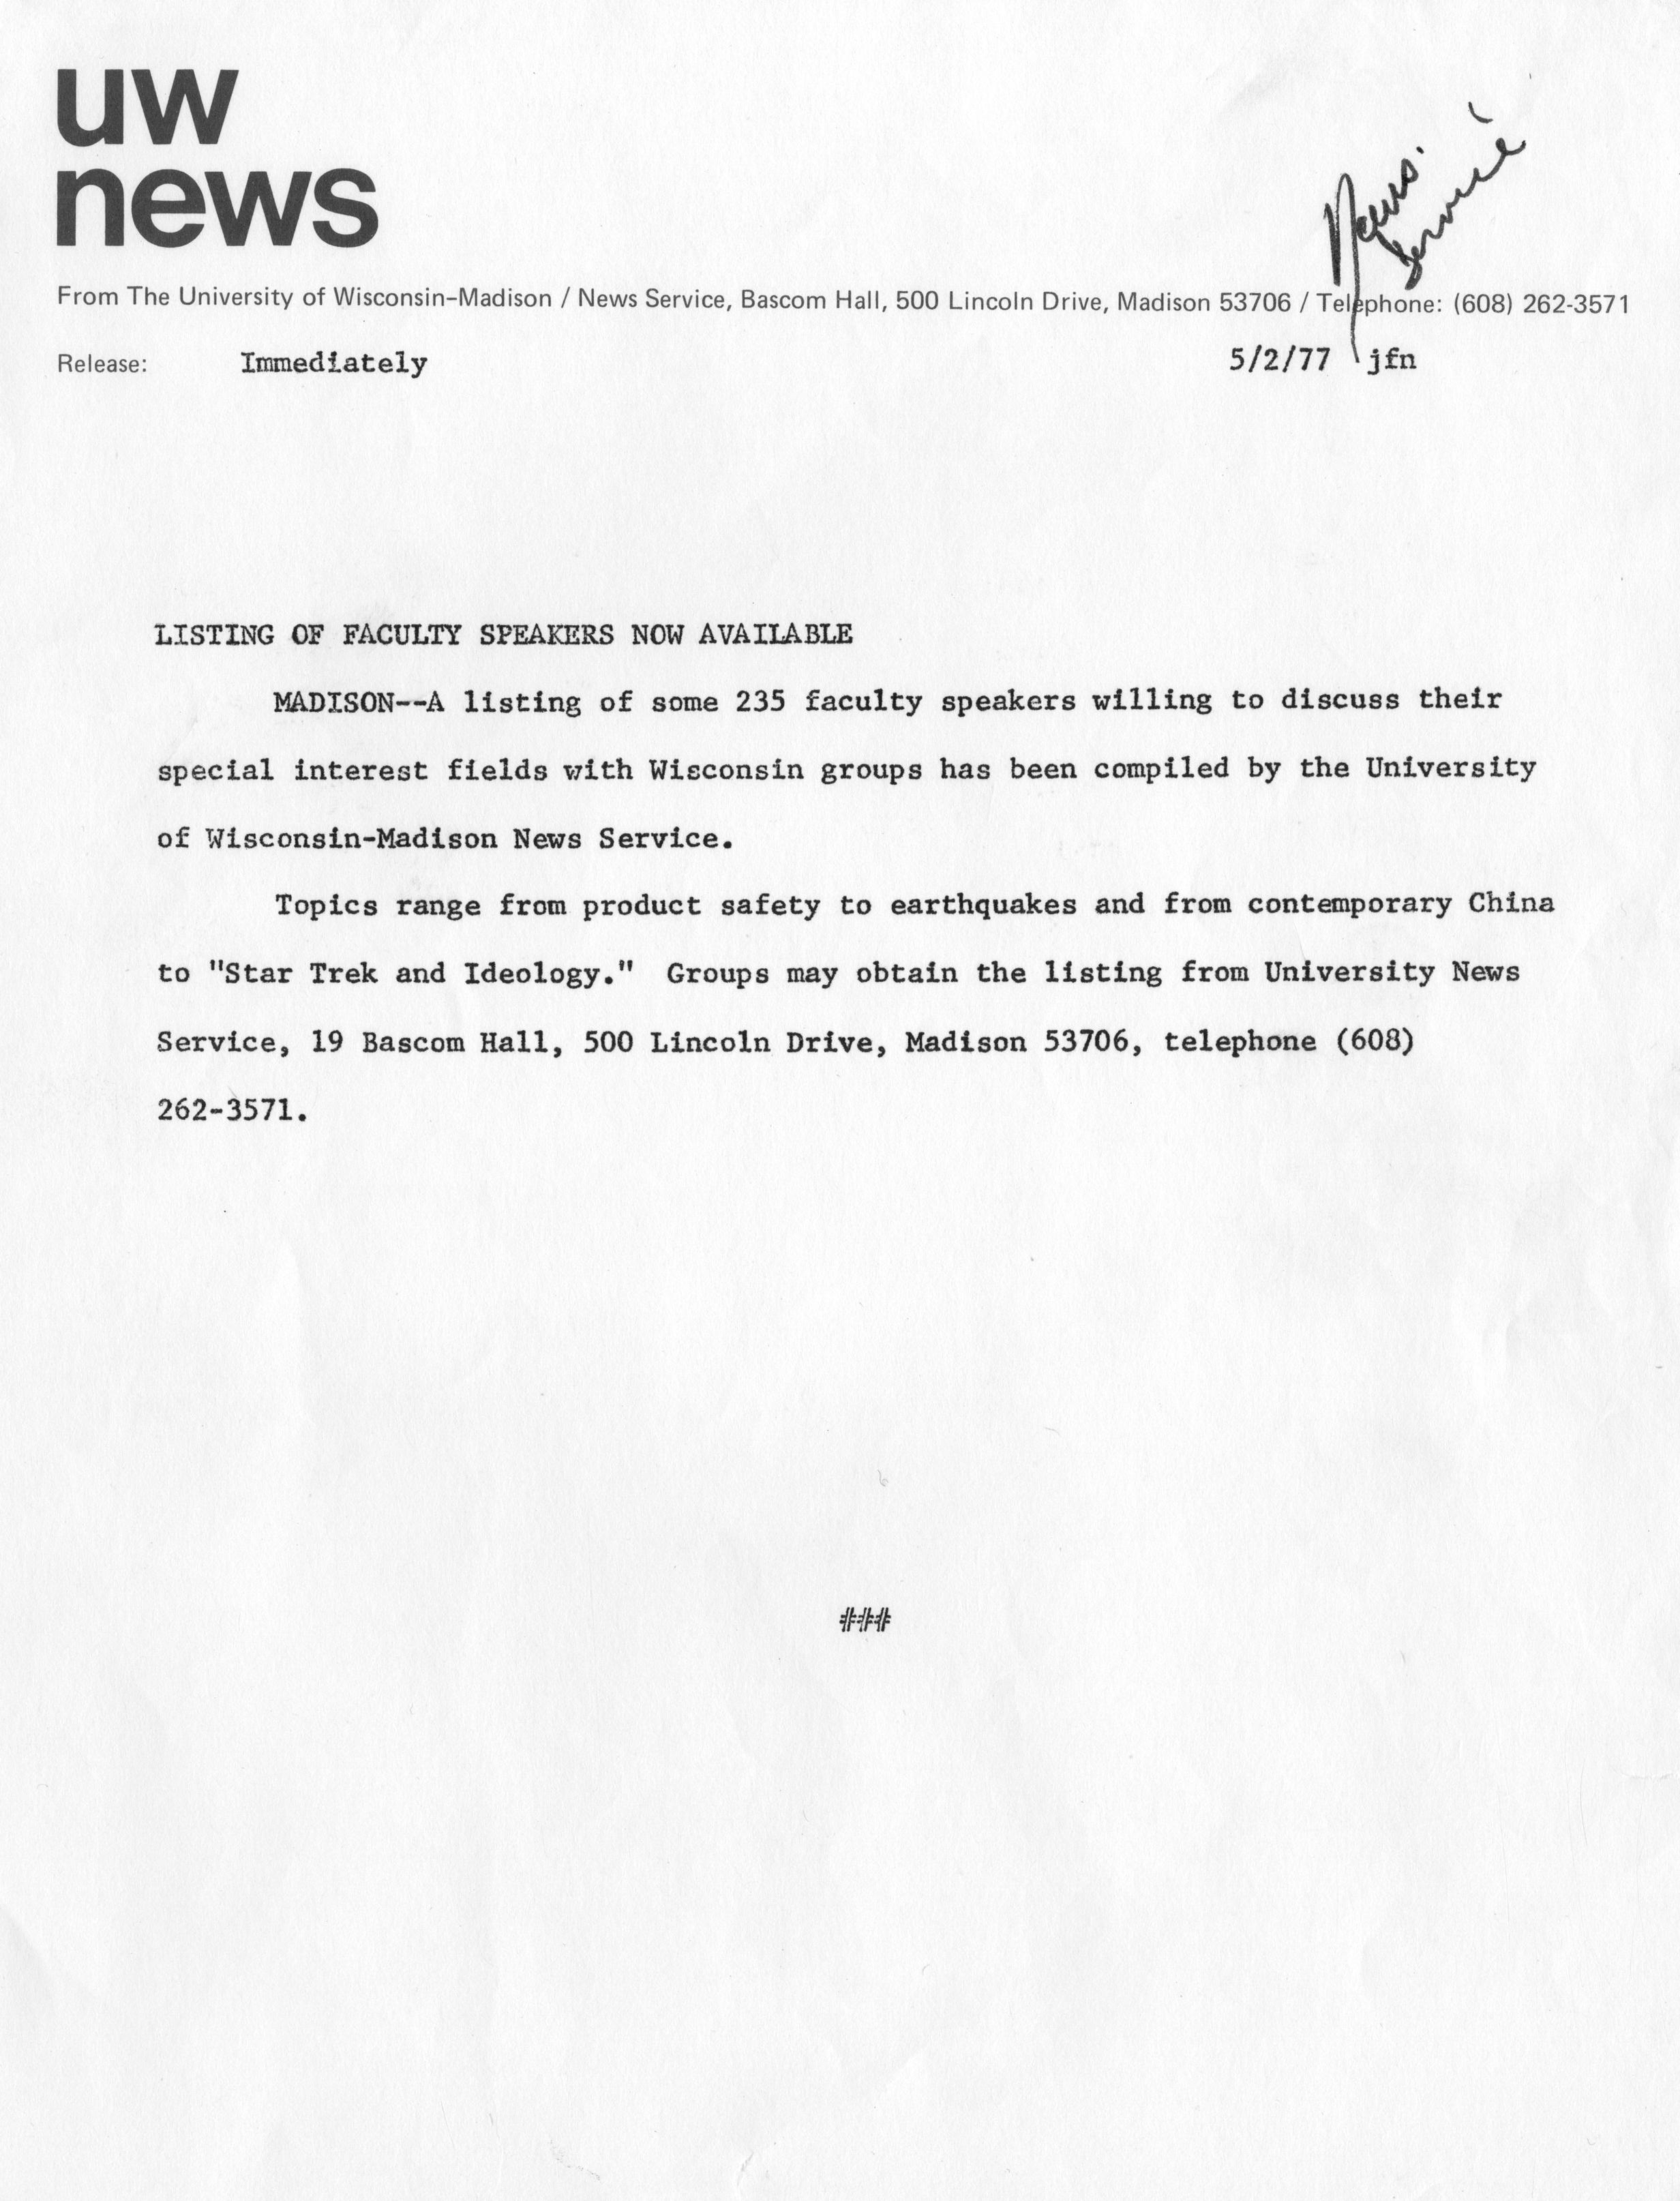 uw
news
News
Service
From The University of Wisconsin-Madison / News Service, Bascom Hall, 500 Lincoln Drive, Madison 53706 / Telephone: (608) 262-3571
Release: Immediately 5/2/77 jfn
LISTING OF FACULTY SPEAKERS NOW AVAILABLE
MADISON--A listing of some 235 faculty speakers willing to discuss their
special interest fields with Wisconsin groups has been compiled by the University
of Wisconsin-Madison News Service.
Topics range from product safety to earthquakes and from contemporary China
to "Star Trek and Ideology." Groups may obtain the listing from University News
Service, 19 Bascom Hall, 500 Lincoln Drive, Madison 53706, telephone (608)
262-3571.
###